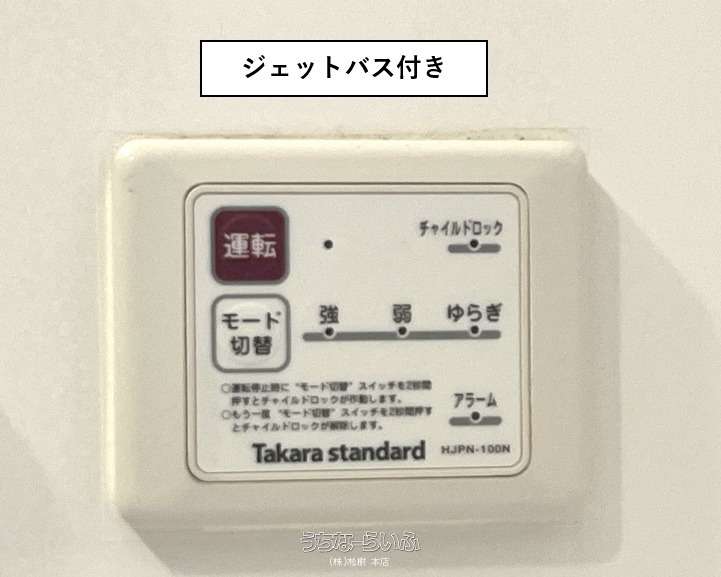 ジェットバス付き
運転
チャイルドロック
モード
切替
強
弱
ゆらぎ
○運転停止時に“モード切替”スイッチを2秒間
押すとチャイルドロックが作動します。
○もう一度“モード切替”スイッチを2秒間押す
とチャイルドロックが解除します。
アラーム
Takara standard
HJPN-100N
うちなーらいふ
(株)松樹 本店